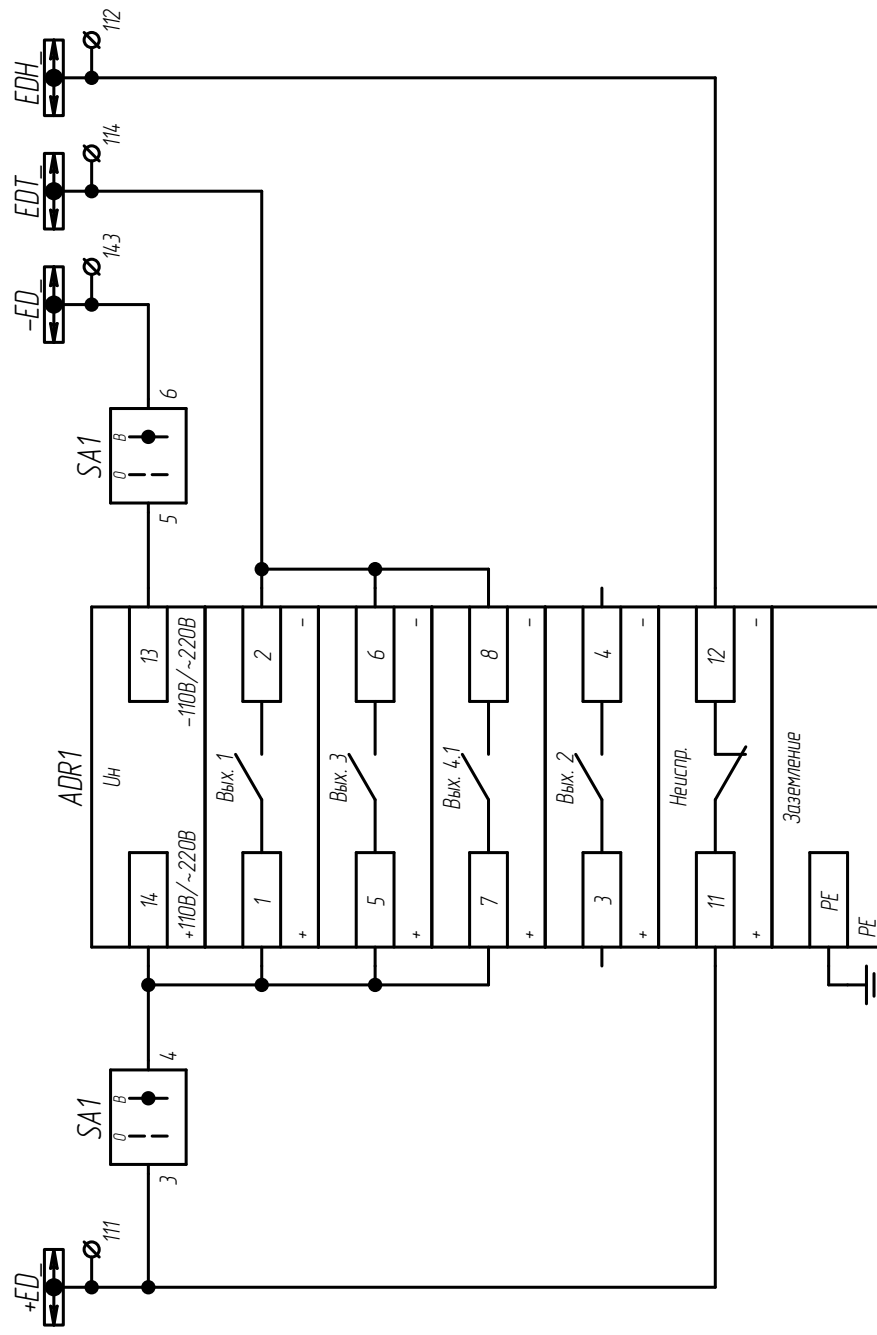 +ED_
111
3
SA1
0
В
4
ADR1
14
+110В/~220В
Uн
13
-110В/~220В
5
SA1
0
В
6
-ED_
143
EDT_
114
EDH_
112
1
+
Вых. 1
2
-
5
+
Вых. 3
6
-
7
+
Вых. 4.1
8
-
3
+
Вых. 2
4
-
11
+
Неиспр.
12
-
PE
PE
Заземление